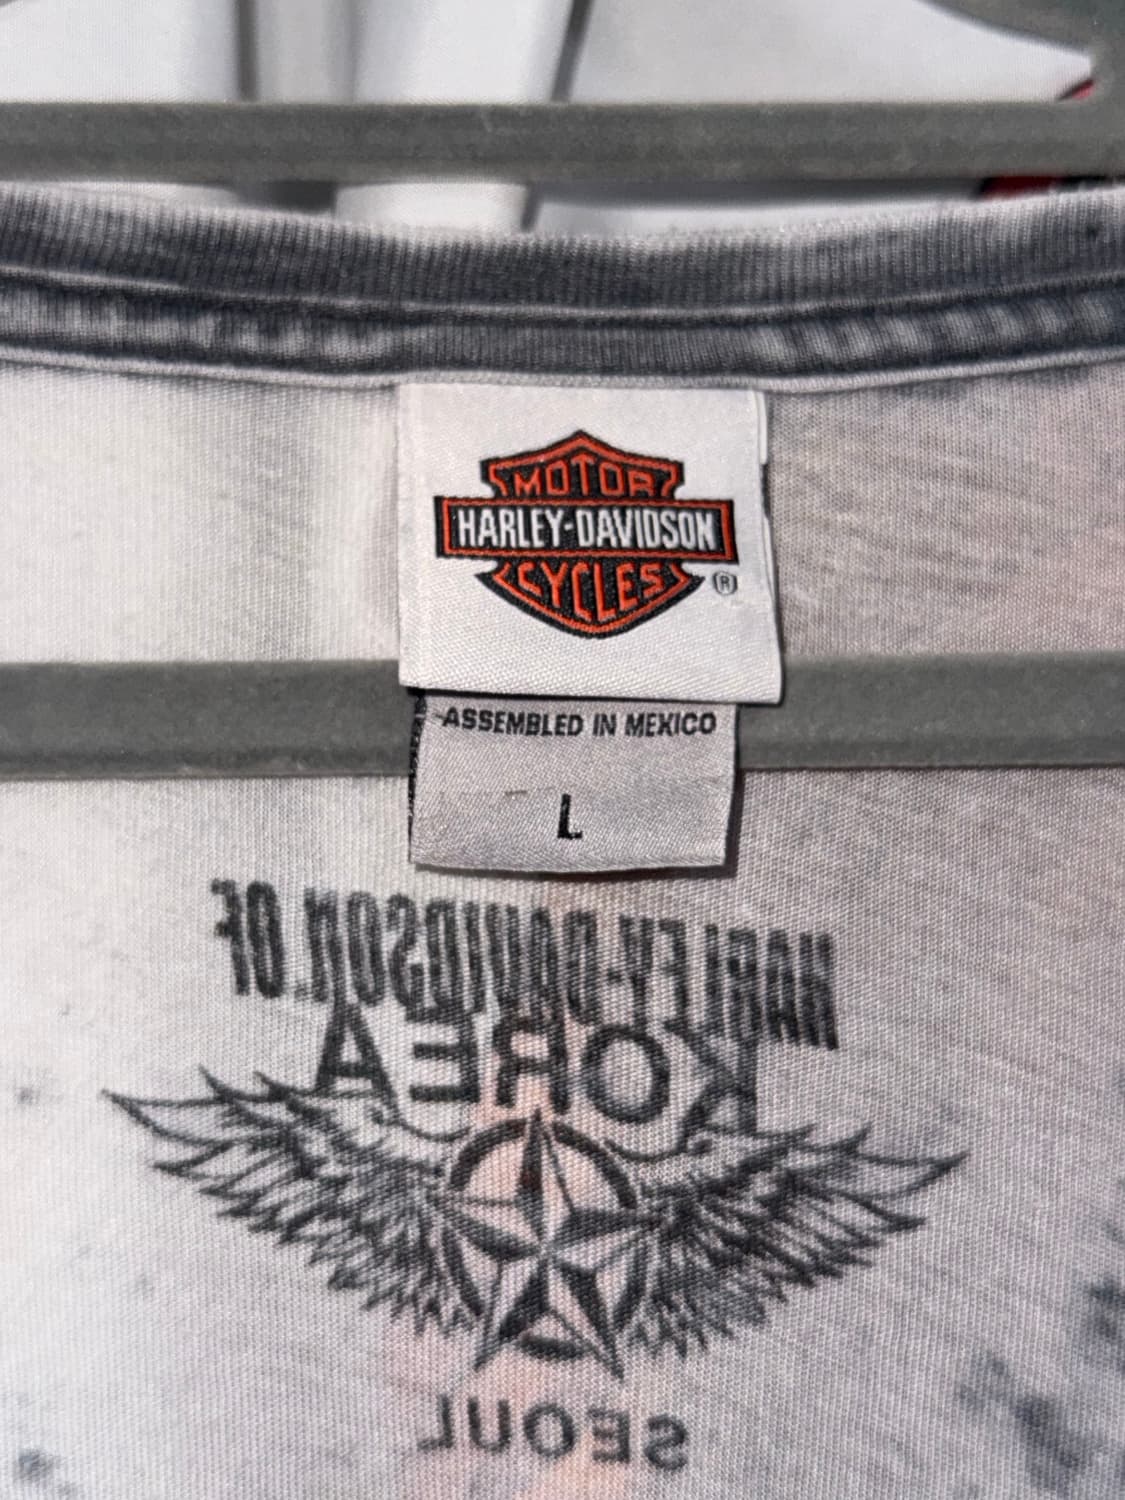 MOTOR
HARLEY-DAVIDSON
CYCLES
®
ASSEMBLED IN MEXICO
L
HARLEY-DAVIDSON OF
KOREA
SEOUL